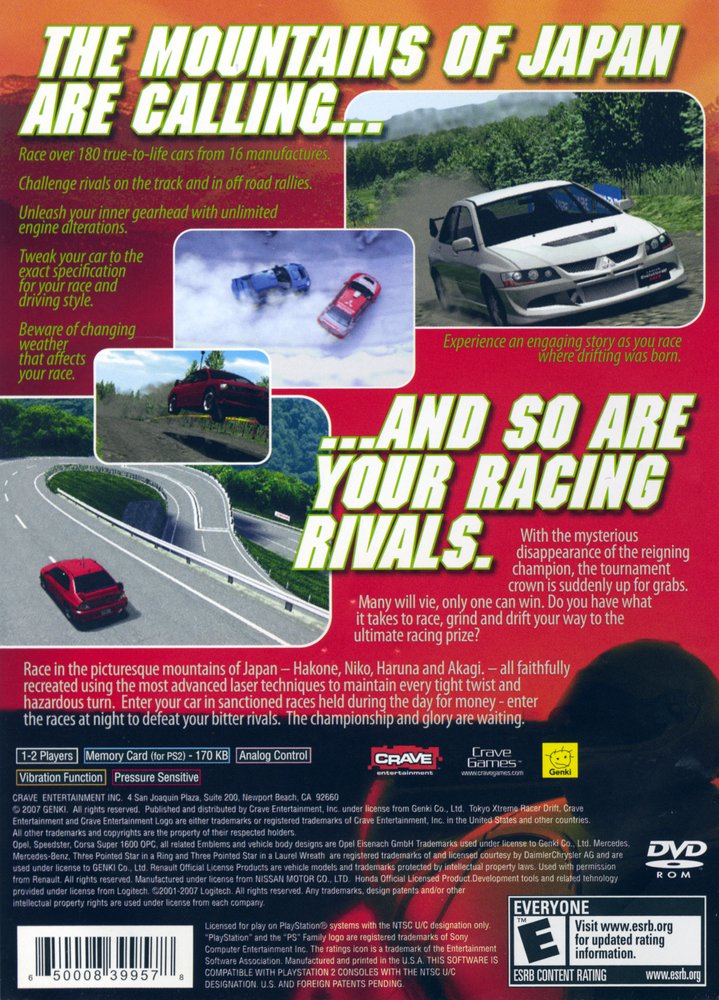 THE MOUNTAINS OF JAPAN
ARE CALLING...
Race over 180 true-to-life cars from 16 manufactures.
Challenge rivals on the track and in off road rallies.
Unleash your inner gearhead with unlimited
engine alterations.
Tweak your car to the
exact specification
for your race and
driving style.
Beware of changing
weather
that affects
your race.
Experience an engaging story as you race
where drifting was born.
...AND SO ARE
YOUR RACING
RIVALS.
With the mysterious
disappearance of the reigning
champion, the tournament
crown is suddenly up for grabs.
Many will vie, only one can win. Do you have what
it takes to race, grind and drift your way to the
ultimate racing prize?
Race in the picturesque mountains of Japan – Hakone, Niko, Haruna and Akagi. – all faithfully
recreated using the most advanced laser techniques to maintain every tight twist and
hazardous turn. Enter your car in sanctioned races held during the day for money - enter
the races at night to defeat your bitter rivals. The championship and glory are waiting.
1-2 Players
Memory Card (for PS2) - 170 KB
Analog Control
Vibration Function
Pressure Sensitive
CRAVE
entertainment
Crave
Games™
www.cravegames.com
Genki
CRAVE ENTERTAINMENT INC. 4 San Joaquin Plaza, Suite 200, Newport Beach, CA 92660
© 2007 GENKI. All rights reserved. Published and distributed by Crave Entertainment, Inc. under license from Genki Co., Ltd. Tokyo Xtreme Racer Drift, Crave
Entertainment and Crave Entertainment Logo are either trademarks or registered trademarks of Crave Entertainment, Inc. in the United States and other countries.
All other trademarks and copyrights are the property of their respected holders.
Opel, Speedster, Corsa Super 1600 OPC, all related Emblems and vehicle body designs are Opel Eisenach GmbH Trademarks used under license to Genki Co., Ltd. Mercedes,
Mercedes-Benz, Three Pointed Star in a Ring and Three Pointed Star in a Laurel Wreath are registered trademarks of and licensed courtesy by DaimlerChrysler AG and are
used under license to GENKI Co., Ltd. Renault Official License Products are vehicle models and trademarks protected by intellectual property laws. Used with permission
from Renault. All rights reserved. Manufactured under license from NISSAN MOTOR CO., LTD. Honda Official Licensed Product.Development tools and related tehnology
provided under license from Logitech. ©2001-2007 Logitech. All rights reserved. Any trademarks, design patents and/or other
intellectual property rights are used under license from each company.
DVD
ROM
Licensed for play on PlayStation® systems with the NTSC U/C designation only.
"PlayStation" and the "PS" Family logo are registered trademarks of Sony
Computer Entertainment Inc. The ratings icon is a trademark of the Entertainment
Software Association. Manufactured and printed in the U.S.A. THIS SOFTWARE IS
COMPATIBLE WITH PLAYSTATION 2 CONSOLES WITH THE NTSC U/C
DESIGNATION. U.S. AND FOREIGN PATENTS PENDING.
6 50008 39957 8
EVERYONE
E
™
Visit www.esrb.org
for updated rating
information.
ESRB CONTENT RATING
www.esrb.org